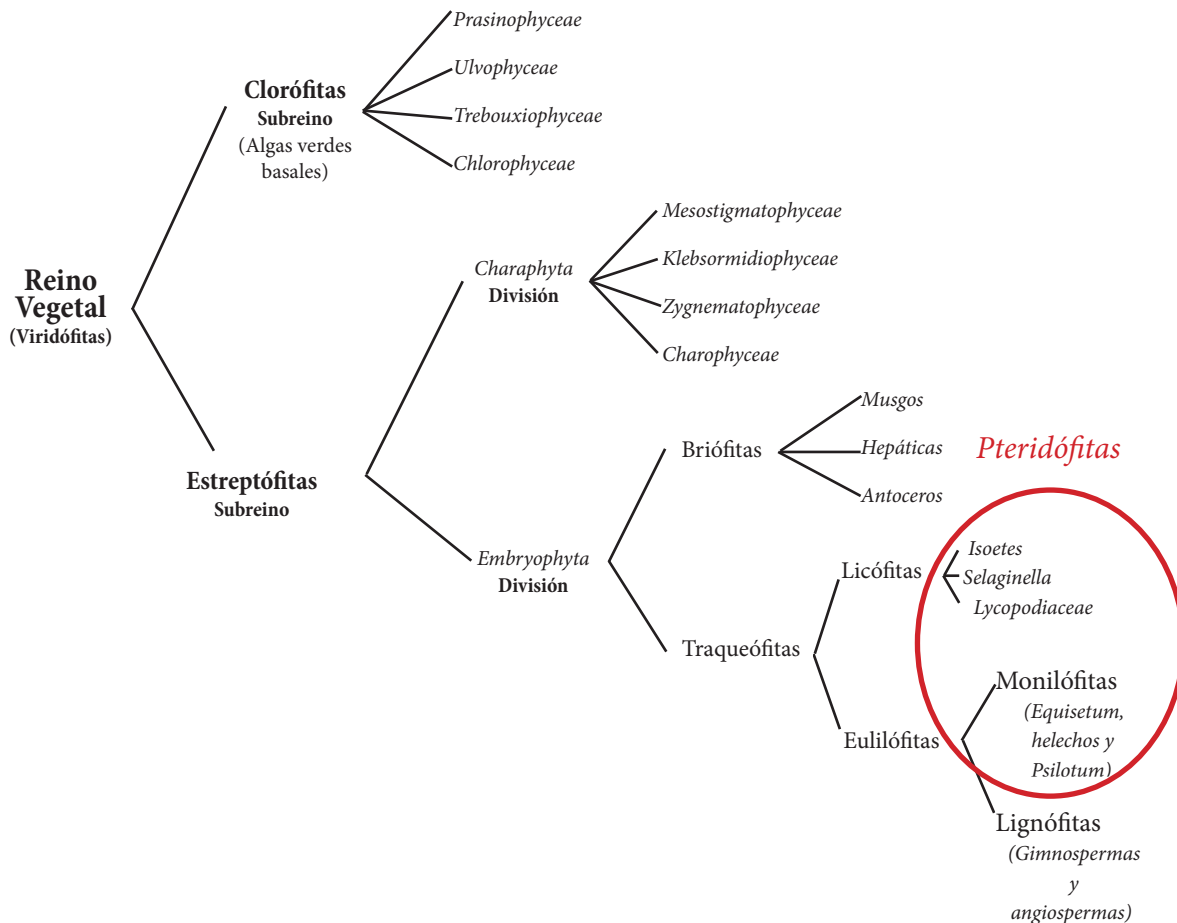 Prasinophyceae
Ulvophyceae
Clorófitas
Subreino
(Algas verdes
basales)
Trebouxiophyceae
Chlorophyceae
Mesostigmatophyceae
Klebsormidiophyceae
Charaphyta
División
Zygnematophyceae
Charophyceae
Reino
Vegetal
(Viridófitas)
Musgos
Briófitas
Hepáticas
Antoceros
Pteridófitas
Estreptófitas
Subreino
Embryophyta
División
Licófitas
Isoetes
Selaginella
Lycopodiaceae
Traqueófitas
Monilófitas
(Equisetum,
helechos y
Psilotum)
Eulilófitas
Lignófitas
(Gimnospermas
y
angiospermas)